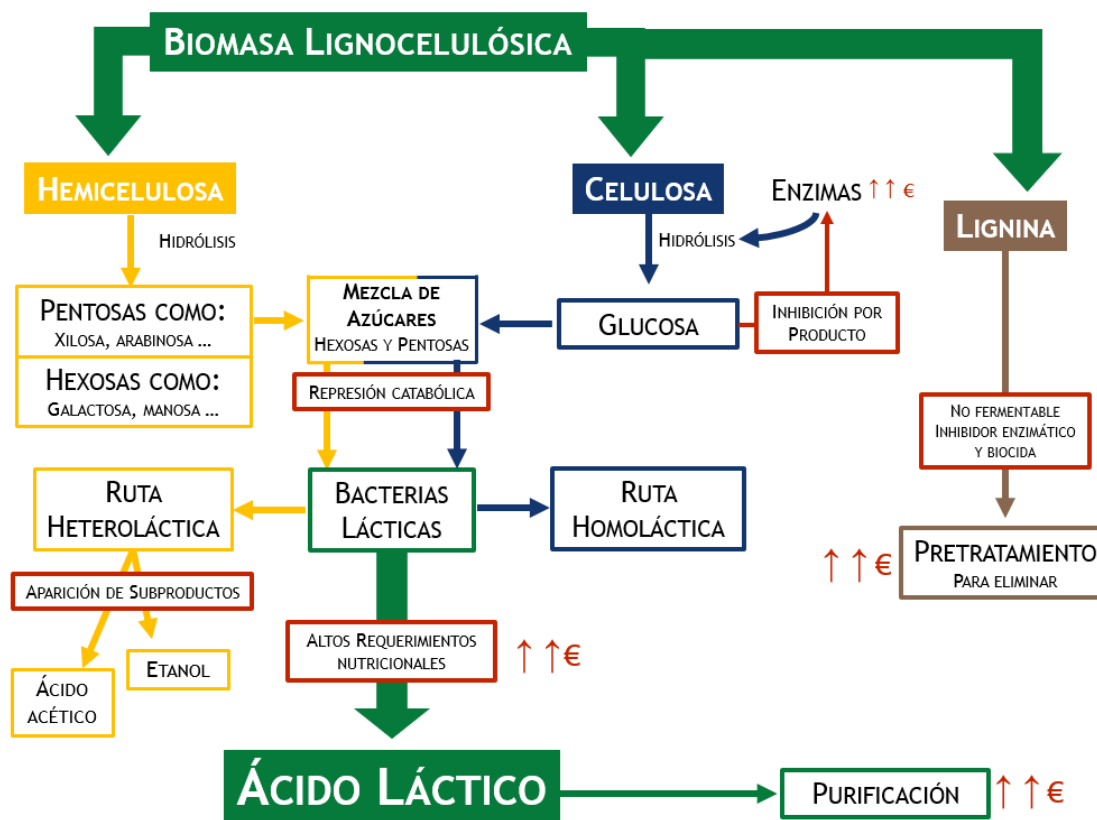 Biomasa Lignocelulósica
Hemicelulosa
Celulosa
Enzimas ↑↑€
Lignina
Hidrólisis
Hidrólisis
Pentosas como:
Xilosa, arabinosa ...
Hexosas como:
Galactosa, manosa ...
Mezcla de
Azúcares
Hexosas y Pentosas
Glucosa
Inhibición por
Producto
Represión catabólica
No fermentable
Inhibidor enzimático
y biocida
Ruta
Heteroláctica
Bacterias
Lácticas
Ruta
Homoláctica
↑↑€
Pretratamiento
Para eliminar
Aparición de Subproductos
Altos Requerimientos
nutricionales
↑↑€
Etanol
Ácido
acético
Ácido Láctico
Purificación
↑↑€